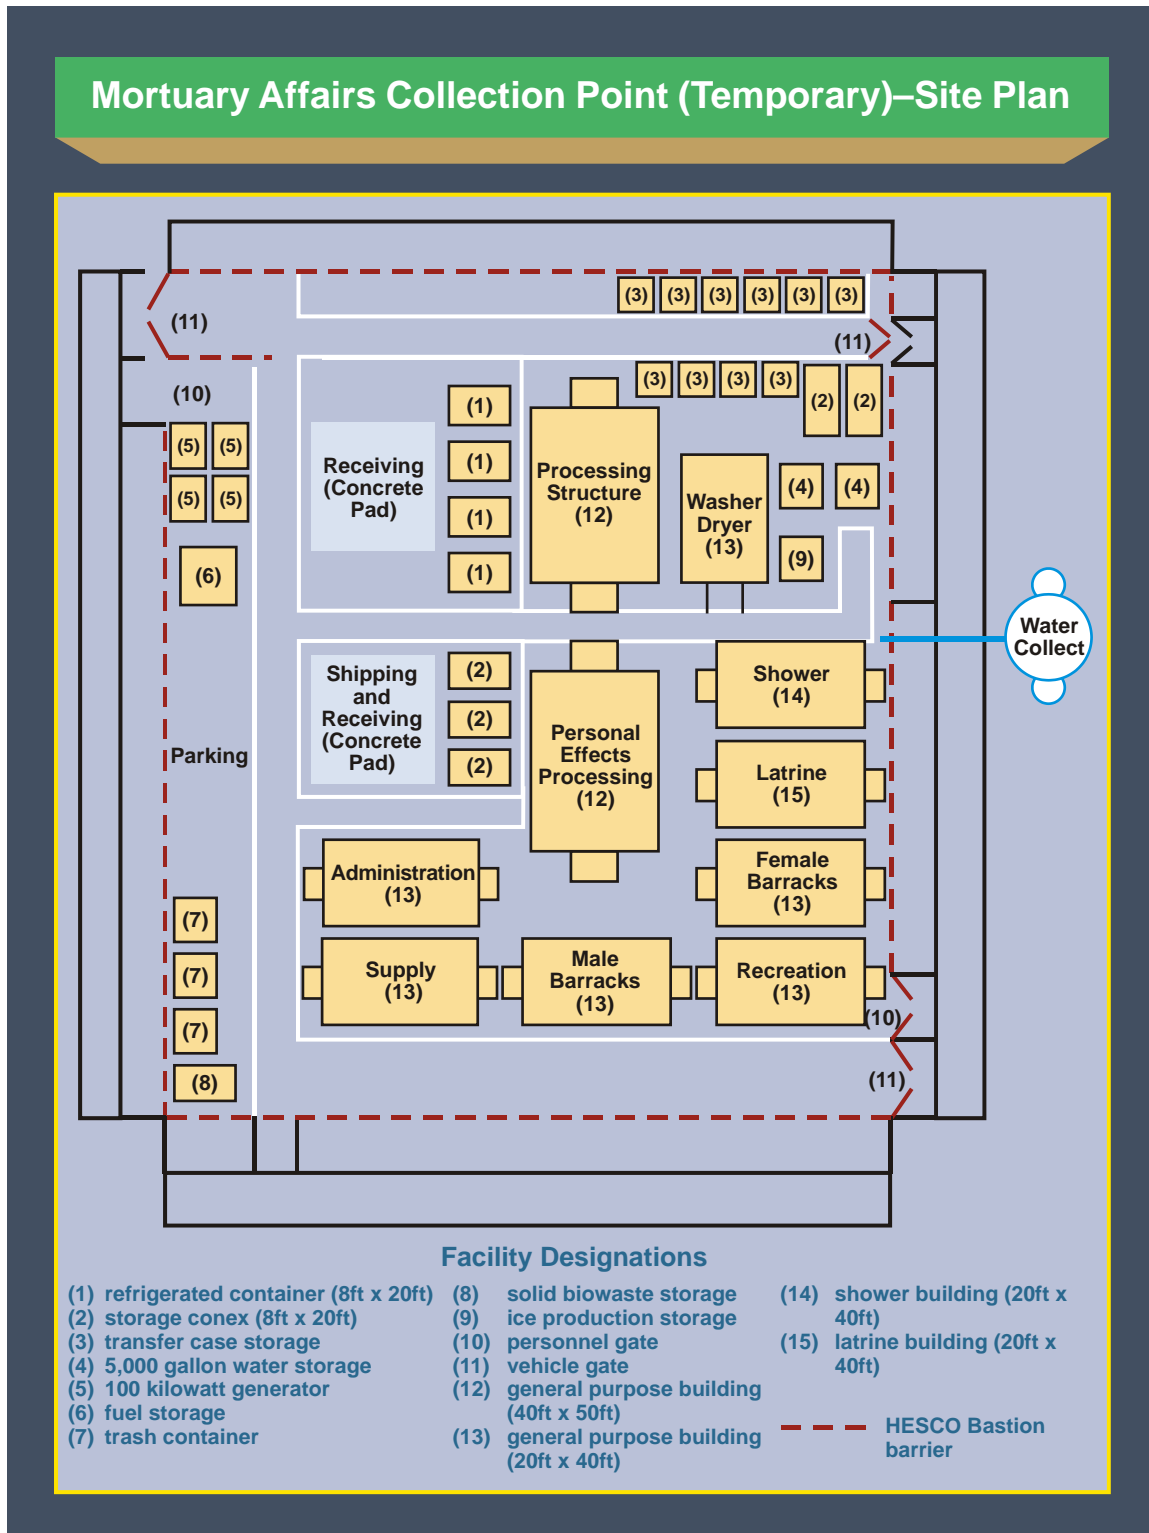 Mortuary Affairs Collection Point (Temporary)–Site Plan
(3) (3) (3) (3) (3) (3)
(11)
(11)
(3) (3) (3) (3)
(10)
(2) (2)
(1)
(5) (5)
(5) (5)
Receiving
(Concrete
Pad)
(1)
(1)
(1)
Processing
Structure
(12)
Washer
Dryer
(13)
(4) (4)
(9)
(6)
Water
Collect
Shipping
and
Receiving
(Concrete
Pad)
(2)
(2)
(2)
Shower
(14)
Parking
Personal
Effects
Processing
(12)
Latrine
(15)
Administration
(13)
Female
Barracks
(13)
(7)
(7)
(7)
(8)
Supply
(13)
Male
Barracks
(13)
Recreation
(13)
(10)
(11)
Facility Designations
(1) refrigerated container (8ft x 20ft)
(2) storage conex (8ft x 20ft)
(3) transfer case storage
(4) 5,000 gallon water storage
(5) 100 kilowatt generator
(6) fuel storage
(7) trash container
(8) solid biowaste storage
(9) ice production storage
(10) personnel gate
(11) vehicle gate
(12) general purpose building
(40ft x 50ft)
(13) general purpose building
(20ft x 40ft)
(14) shower building (20ft x
40ft)
(15) latrine building (20ft x
40ft)
HESCO Bastion
barrier